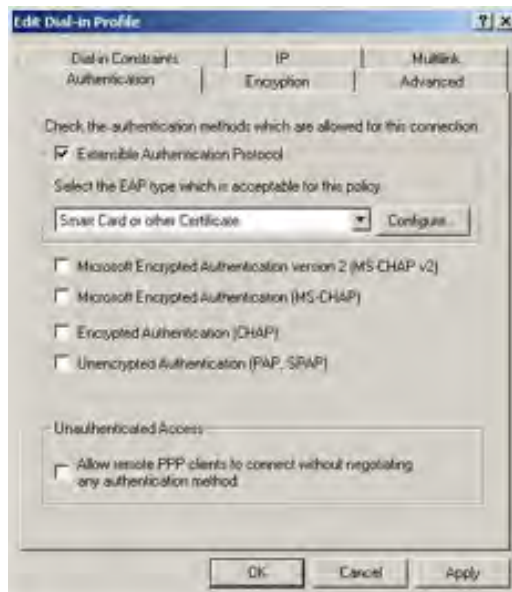 Edit Dial-in Profile
Dial-in Constraints IP Multilink
Authentication Encryption Advanced
Check the authentication methods which are allowed for this connection
Extensible Authentication Protocol
Select the EAP type which is acceptable for this policy
Smart Card or other Certificate Configure...
Microsoft Encrypted Authentication version 2 (MS-CHAP v2)
Microsoft Encrypted Authentication (MS-CHAP)
Encrypted Authentication (CHAP)
Unencrypted Authentication (PAP, SPAP)
Unauthenticated Access
Allow remote PPP clients to connect without negotiating
any authentication method
OK Cancel Apply